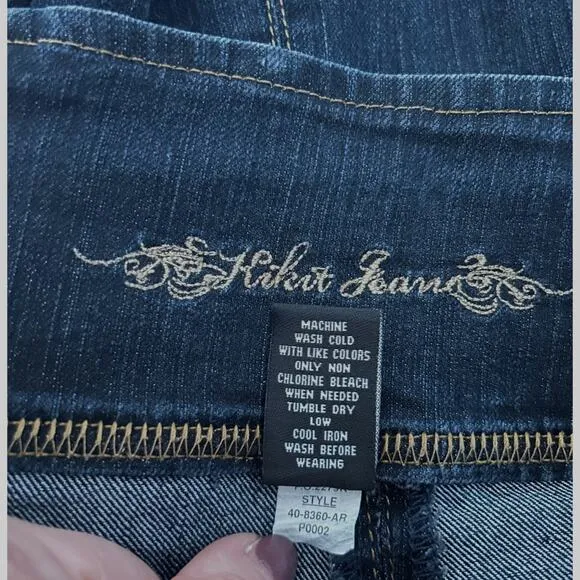 Kikit Jeans
MACHINE
WASH COLD
WITH LIKE COLORS
ONLY NON
CHLORINE BLEACH
WHEN NEEDED
TUMBLE DRY
LOW
COOL IRON
WASH BEFORE
WEARING
STYLE
40-8360-AR
P0002